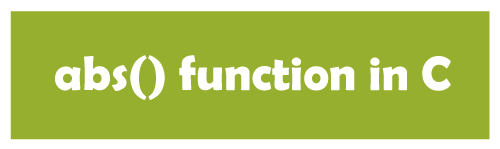 abs() function in C